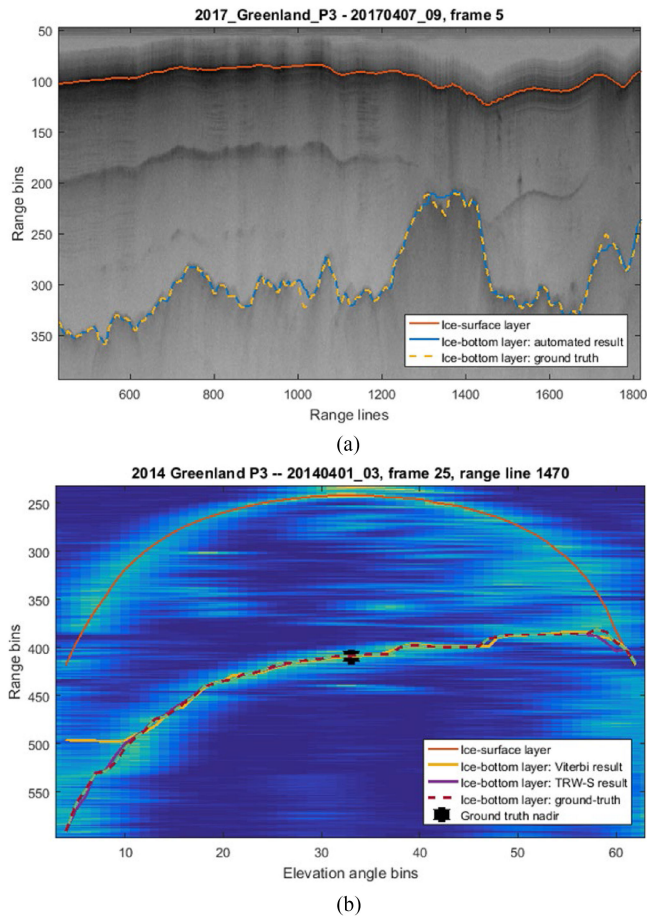 2017_Greenland_P3 - 20170407_09, frame 5
50
100
150
200
250
300
350
Range bins
600
800
1000
1200
1400
1600
1800
Range lines
Ice-surface layer
Ice-bottom layer: automated result
Ice-bottom layer: ground truth
(a)
2014 Greenland P3 -- 20140401_03, frame 25, range line 1470
250
300
350
400
450
500
550
Range bins
10
20
30
40
50
60
Elevation angle bins
Ice-surface layer
Ice-bottom layer: Viterbi result
Ice-bottom layer: TRW-S result
Ice-bottom layer: ground-truth
Ground truth nadir
(b)